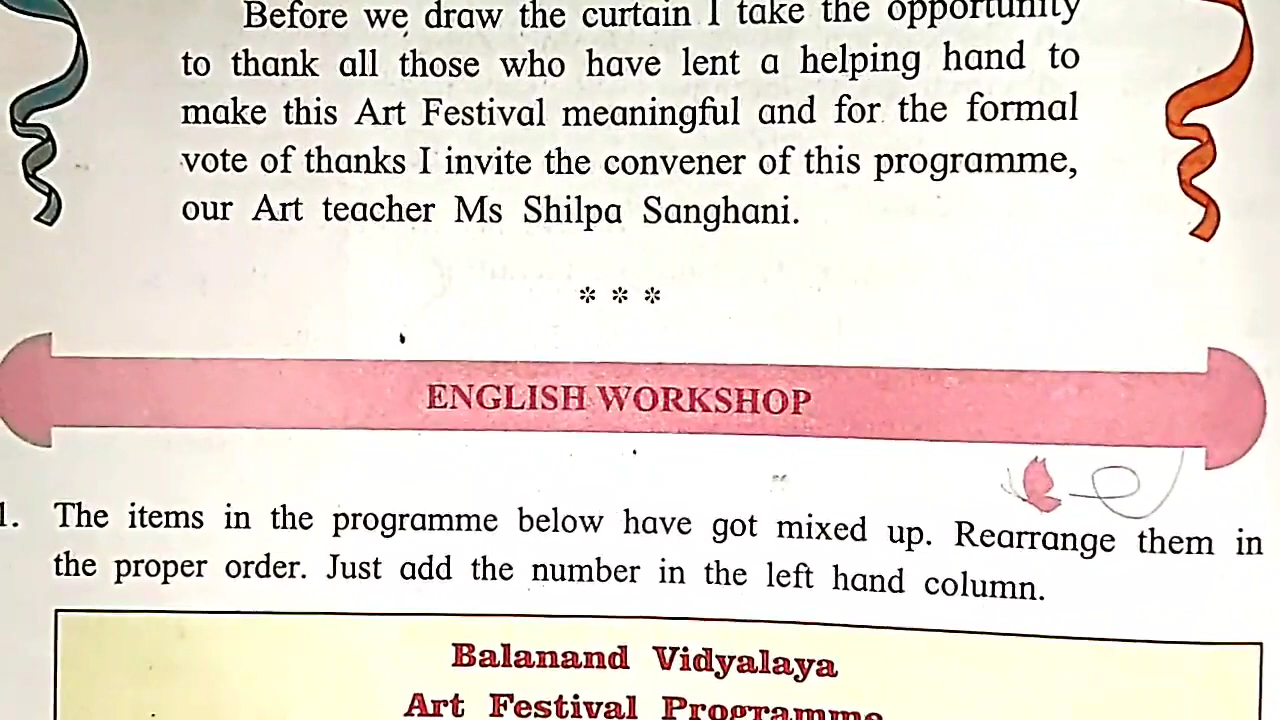 Before we draw the curtain I take the opportunity
to thank all those who have lent a helping hand to
make this Art Festival meaningful and for the formal
vote of thanks I invite the convener of this programme,
our Art teacher Ms Shilpa Sanghani.
* * *
ENGLISH WORKSHOP
1. The items in the programme below have got mixed up. Rearrange them in
the proper order. Just add the number in the left hand column.
Balanand Vidyalaya
Art Festival Programme